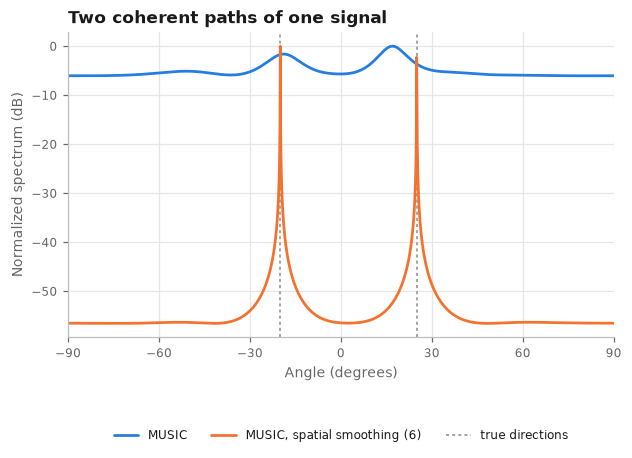 Two coherent paths of one signal
Normalized spectrum (dB)
0
−10
−20
−30
−40
−50
−90
−60
−30
0
30
60
90
Angle (degrees)
MUSIC
MUSIC, spatial smoothing (6)
true directions